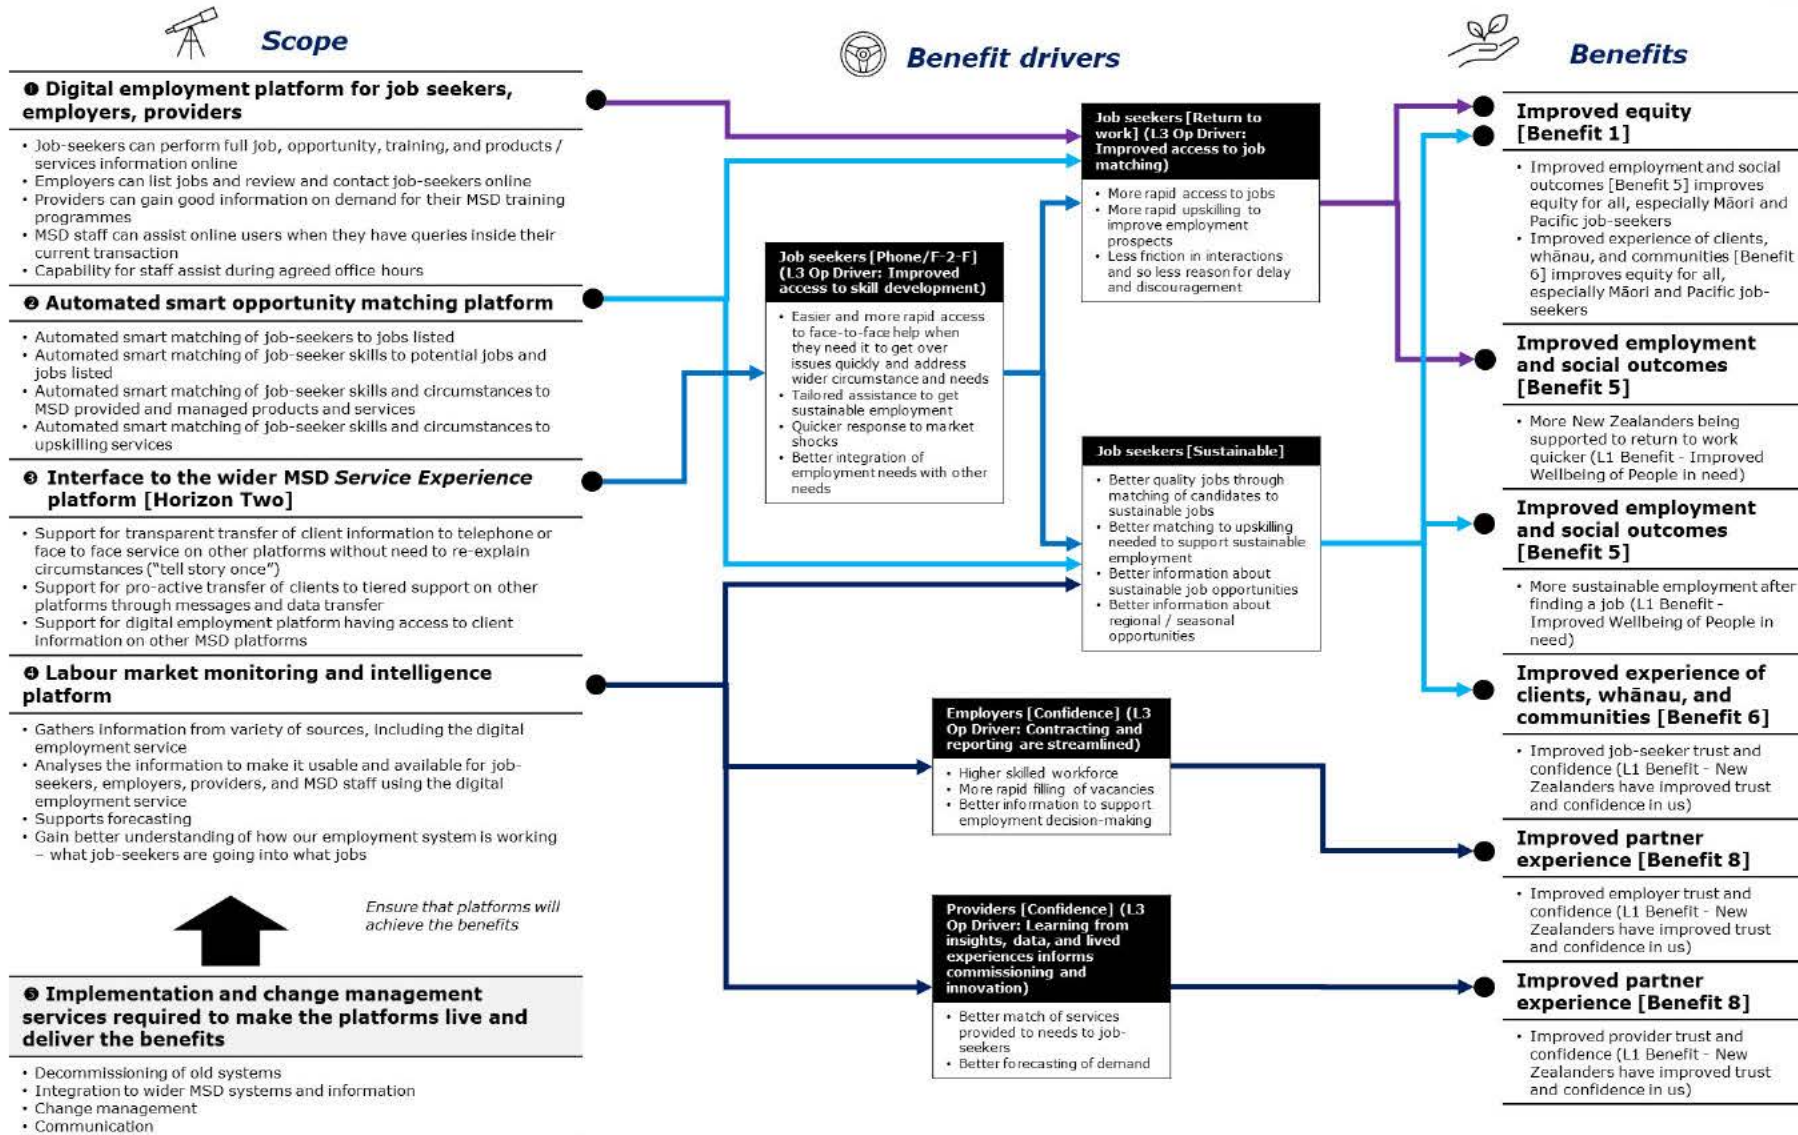 Scope
❶ Digital employment platform for job seekers,
employers, providers
• Job-seekers can perform full job, opportunity, training, and products /
services information online
• Employers can list jobs and review and contact job-seekers online
• Providers can gain good information on demand for their MSD training
programmes
• MSD staff can assist online users when they have queries inside their
current transaction
• Capability for staff assist during agreed office hours
❷ Automated smart opportunity matching platform
• Automated smart matching of job-seekers to jobs listed
• Automated smart matching of job-seeker skills to potential jobs and
jobs listed
• Automated smart matching of job-seeker skills and circumstances to
MSD provided and managed products and services
• Automated smart matching of job-seeker skills and circumstances to
upskilling services
❸ Interface to the wider MSD Service Experience
platform [Horizon Two]
• Support for transparent transfer of client information to telephone or
face to face service on other platforms without need to re-explain
circumstances ("tell story once")
• Support for pro-active transfer of clients to tiered support on other
platforms through messages and data transfer
• Support for digital employment platform having access to client
information on other MSD platforms
❹ Labour market monitoring and intelligence
platform
• Gathers information from variety of sources, including the digital
employment service
• Analyses the information to make it usable and available for job-
seekers, employers, providers, and MSD staff using the digital
employment service
• Supports forecasting
• Gain better understanding of how our employment system is working
– what job-seekers are going into what jobs
Ensure that platforms will
achieve the benefits
❺ Implementation and change management
services required to make the platforms live and
deliver the benefits
• Decommissioning of old systems
• Integration to wider MSD systems and information
• Change management
• Communication
Benefit drivers
Job seekers [Phone/F-2-F]
(L3 Op Driver: Improved
access to skill development)
• Easier and more rapid access
to face-to-face help when
they need it to get over
issues quickly and address
wider circumstance and needs
• Tailored assistance to get
sustainable employment
• Quicker response to market
shocks
• Better integration of
employment needs with other
needs
Job seekers [Return to
work] (L3 Op Driver:
Improved access to job
matching)
• More rapid access to jobs
• More rapid upskilling to
improve employment
prospects
• Less friction in interactions
and so less reason for delay
and discouragement
Job seekers [Sustainable]
• Better quality jobs through
matching of candidates to
sustainable jobs
• Better matching to upskilling
needed to support sustainable
employment
• Better information about
sustainable job opportunities
• Better information about
regional / seasonal
opportunities
Employers [Confidence] (L3
Op Driver: Contracting and
reporting are streamlined)
• Higher skilled workforce
• More rapid filling of vacancies
• Better information to support
employment decision-making
Providers [Confidence] (L3
Op Driver: Learning from
insights, data, and lived
experiences informs
commissioning and
innovation)
• Better match of services
provided to needs to job-
seekers
• Better forecasting of demand
Benefits
Improved equity
[Benefit 1]
• Improved employment and social
outcomes [Benefit 5] improves
equity for all, especially Māori and
Pacific job-seekers
• Improved experience of clients,
whānau, and communities [Benefit
6] improves equity for all,
especially Māori and Pacific job-
seekers
Improved employment
and social outcomes
[Benefit 5]
• More New Zealanders being
supported to return to work
quicker (L1 Benefit - Improved
Wellbeing of People in need)
Improved employment
and social outcomes
[Benefit 5]
• More sustainable employment after
finding a job (L1 Benefit -
Improved Wellbeing of People in
need)
Improved experience of
clients, whānau, and
communities [Benefit 6]
• Improved job-seeker trust and
confidence (L1 Benefit - New
Zealanders have improved trust
and confidence in us)
Improved partner
experience [Benefit 8]
• Improved employer trust and
confidence (L1 Benefit - New
Zealanders have improved trust
and confidence in us)
Improved partner
experience [Benefit 8]
• Improved provider trust and
confidence (L1 Benefit - New
Zealanders have improved trust
and confidence in us)